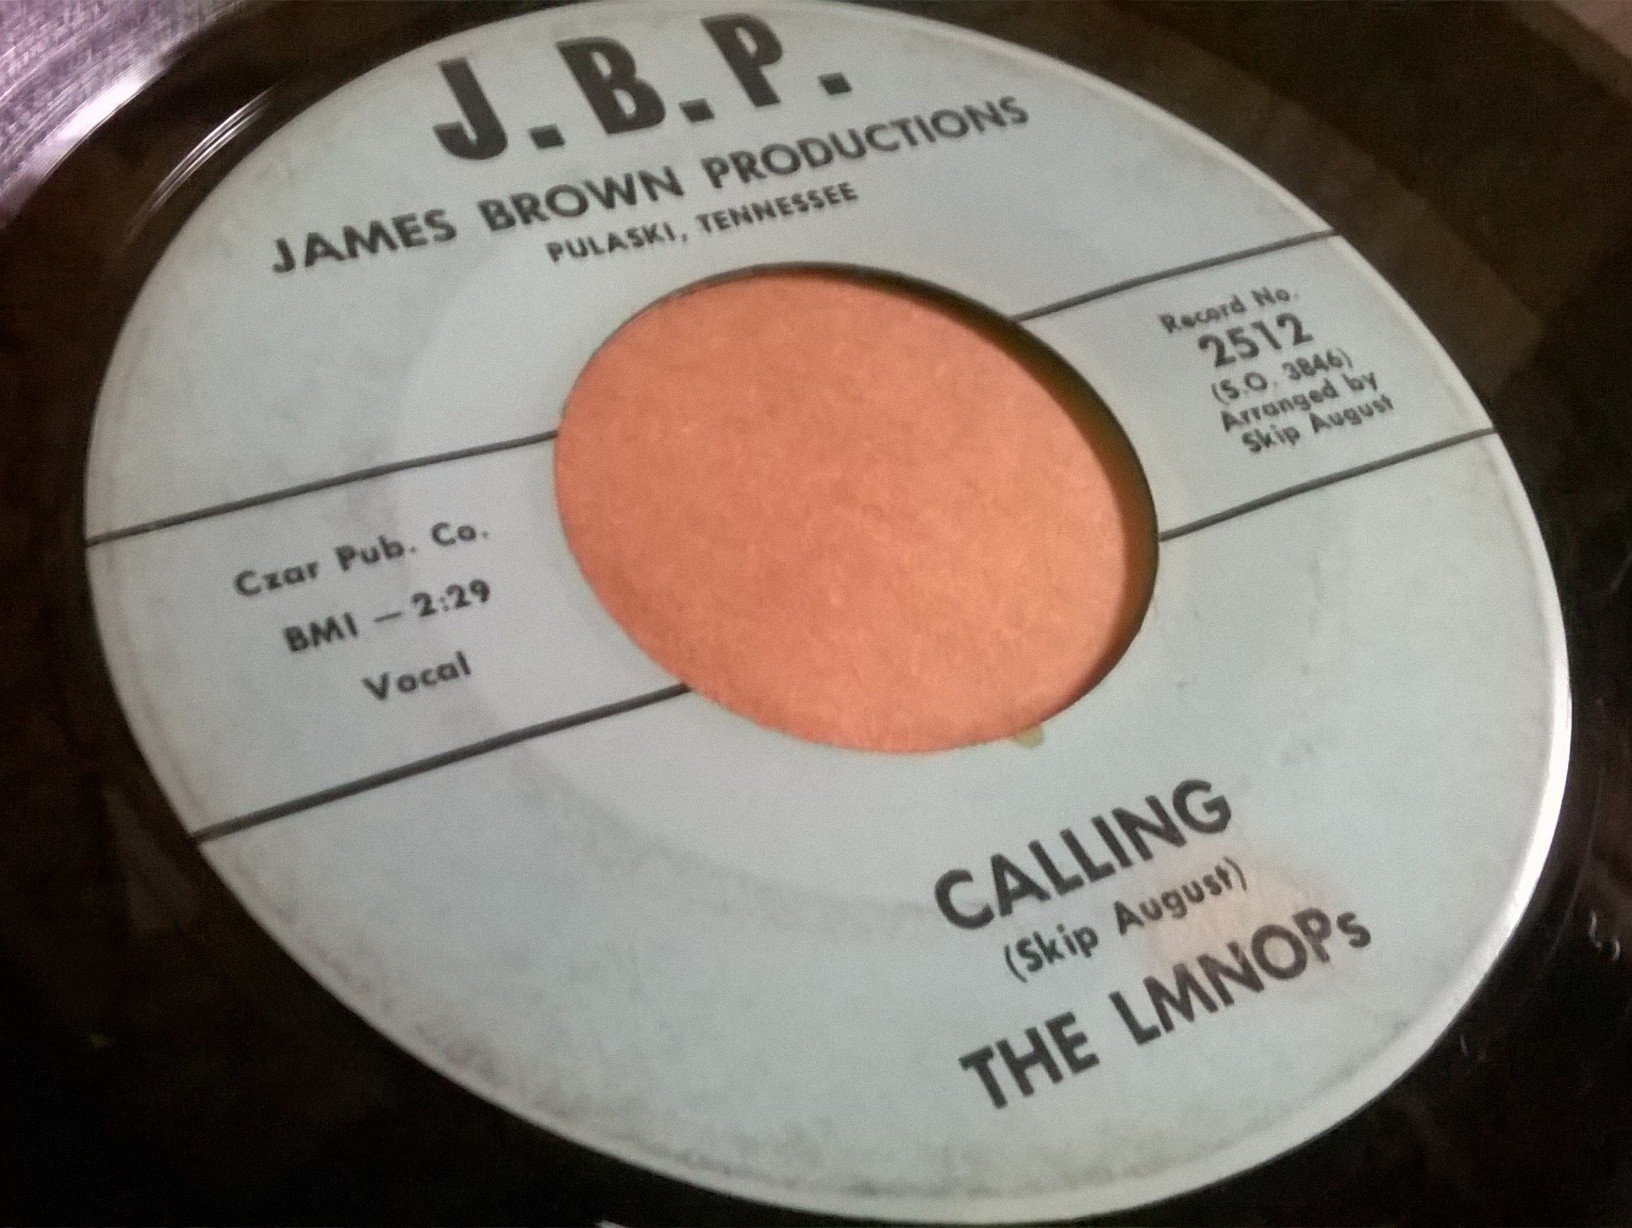 J.B.P.
JAMES BROWN PRODUCTIONS
PULASKI, TENNESSEE
Record No.
2512
(S.O. 3846)
Arranged by
Skip August
Czar Pub. Co.
BMI — 2:29
Vocal
CALLING
(Skip August)
THE LMNOPs